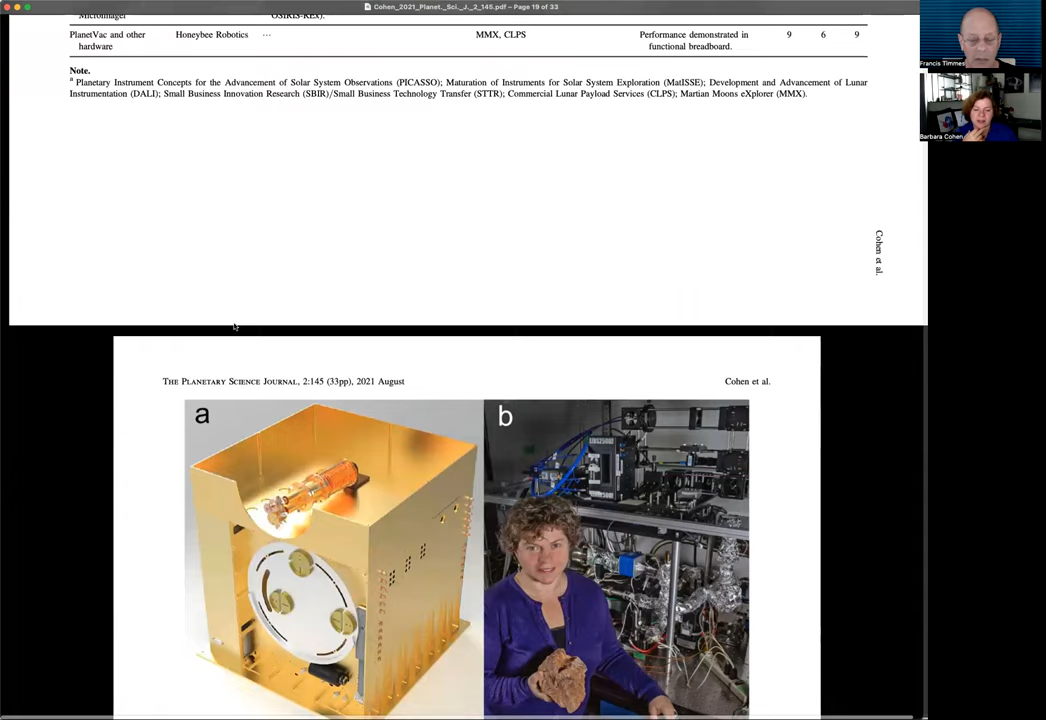 Cohen_2021_Planet._Sci._J._2_145.pdf – Page 19 of 33
Francis Timmes
Barbara Cohen
Microimager OSIRIS-REx).
PlanetVac and other Honeybee Robotics ... MMX, CLPS Performance demonstrated in 9 6 9
hardware functional breadboard.
Note.
a Planetary Instrument Concepts for the Advancement of Solar System Observations (PICASSO); Maturation of Instruments for Solar System Exploration (MatISSE); Development and Advancement of Lunar
Instrumentation (DALI); Small Business Innovation Research (SBIR)/Small Business Technology Transfer (STTR); Commercial Lunar Payload Services (CLPS); Martian Moons eXplorer (MMX).
Cohen et al.
THE PLANETARY SCIENCE JOURNAL, 2:145 (33pp), 2021 August Cohen et al.
a
b